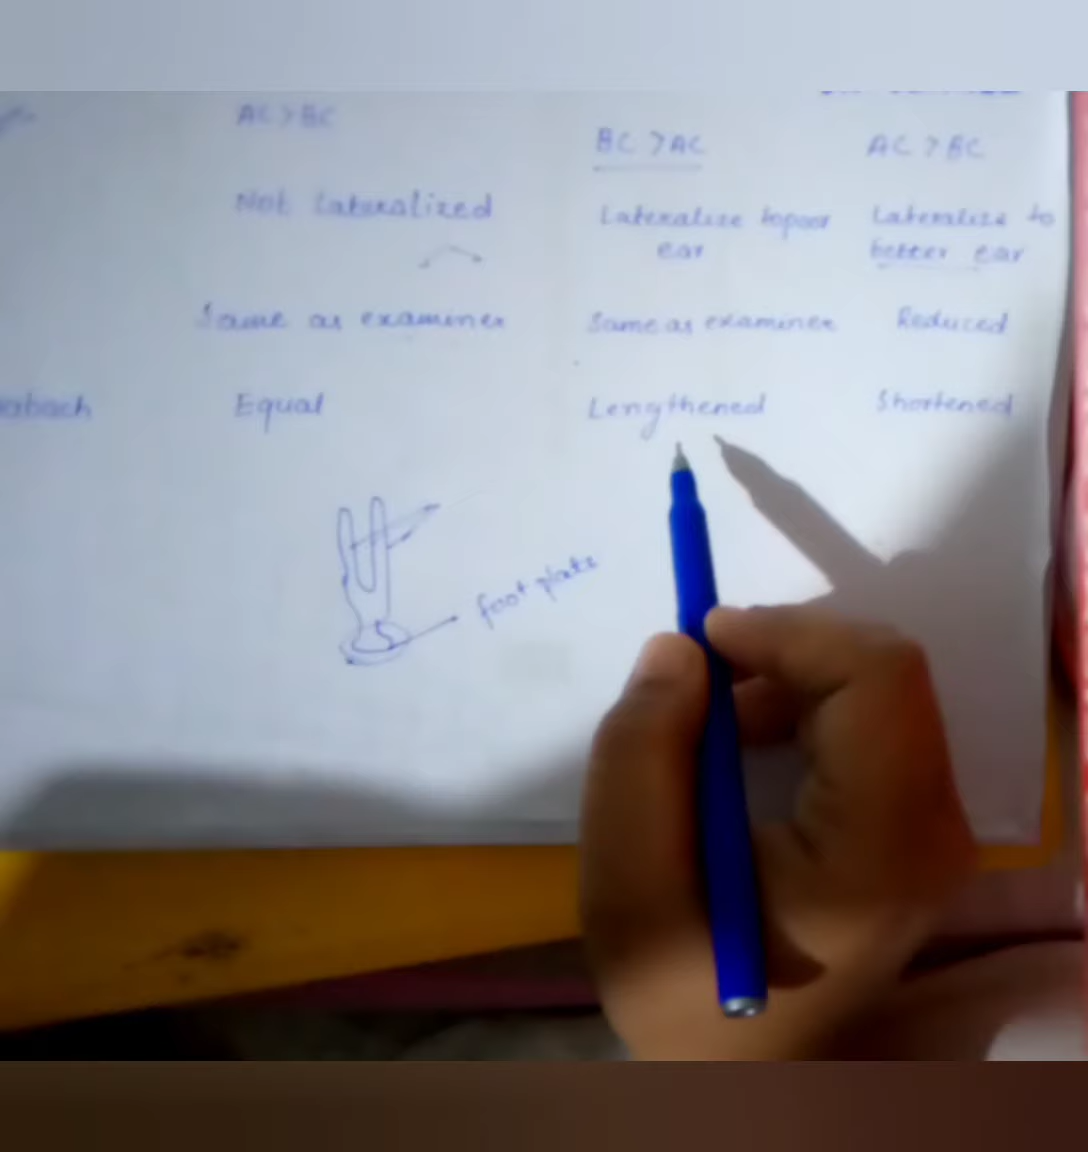 AC > BC
BC > AC
AC > BC
Not Lateralized
Lateralize to poor
ear
Lateralize to
better ear
Same as examiner
Same as examiner
Reduced
abach
Equal
Lengthened
Shortened
foot plate